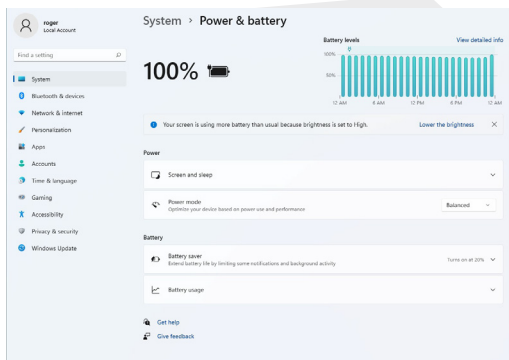 roger
Local Account
Find a setting
System
Bluetooth & devices
Network & internet
Personalization
Apps
Accounts
Time & language
Gaming
Accessibility
Privacy & security
Windows Update
System > Power & battery
100%
Battery levels View detailed info
100%
50%
12 AM 6 AM 12 PM 6 PM 12 AM
Your screen is using more battery than usual because brightness is set to High. Lower the brightness
Power
Screen and sleep
Power mode
Optimize your device based on power use and performance
Balanced
Battery
Battery saver
Extend battery life by limiting some notifications and background activity
Turns on at 20%
Battery usage
Get help
Give feedback